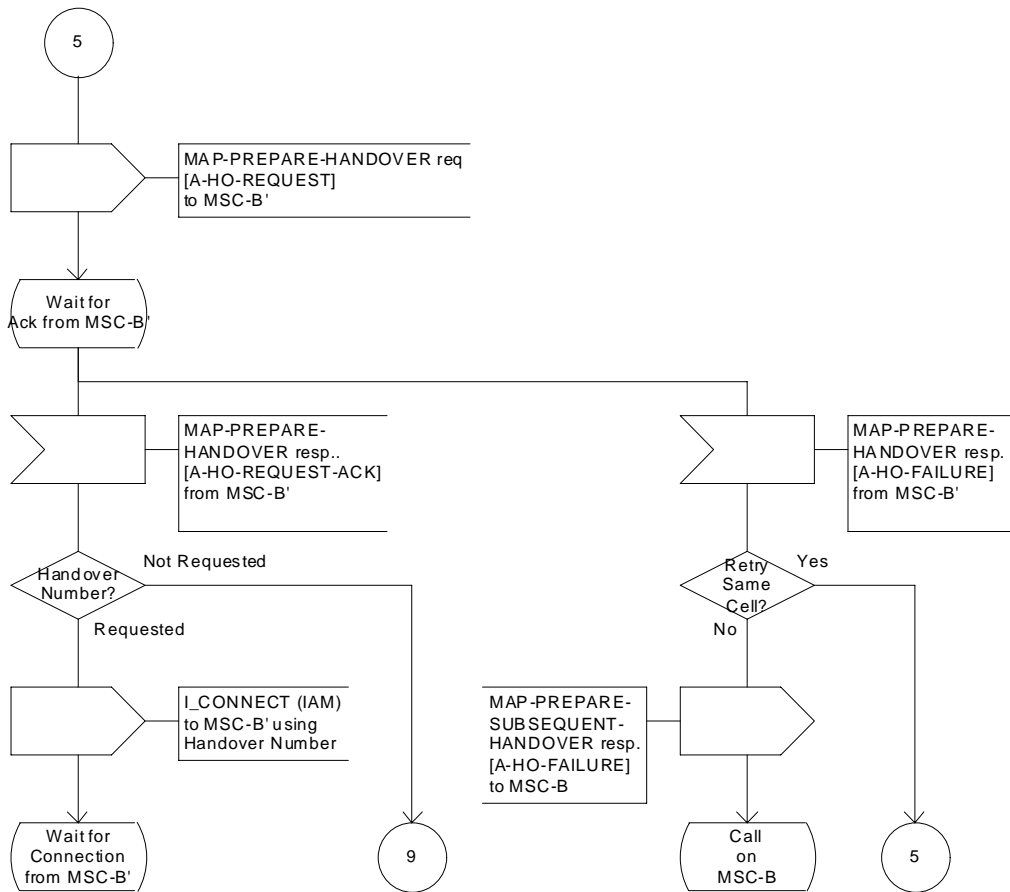 5
MAP-PREPARE-HANDOVER req
[A-HO-REQUEST]
to MSC-B'
Wait for
Ack from MSC-B'
MAP-PREPARE-
HANDOVER resp..
[A-HO-REQUEST-ACK]
from MSC-B'
MAP-PREPARE-
HANDOVER resp.
[A-HO-FAILURE]
from MSC-B'
Handover
Number?
Not Requested
Requested
Retry
Same
Cell?
Yes
No
I_CONNECT (IAM)
to MSC-B' using
Handover Number
MAP-PREPARE-
SUBSEQUENT-
HANDOVER resp.
[A-HO-FAILURE]
to MSC-B
Wait for
Connection
from MSC-B'
9
Call
on
MSC-B
5